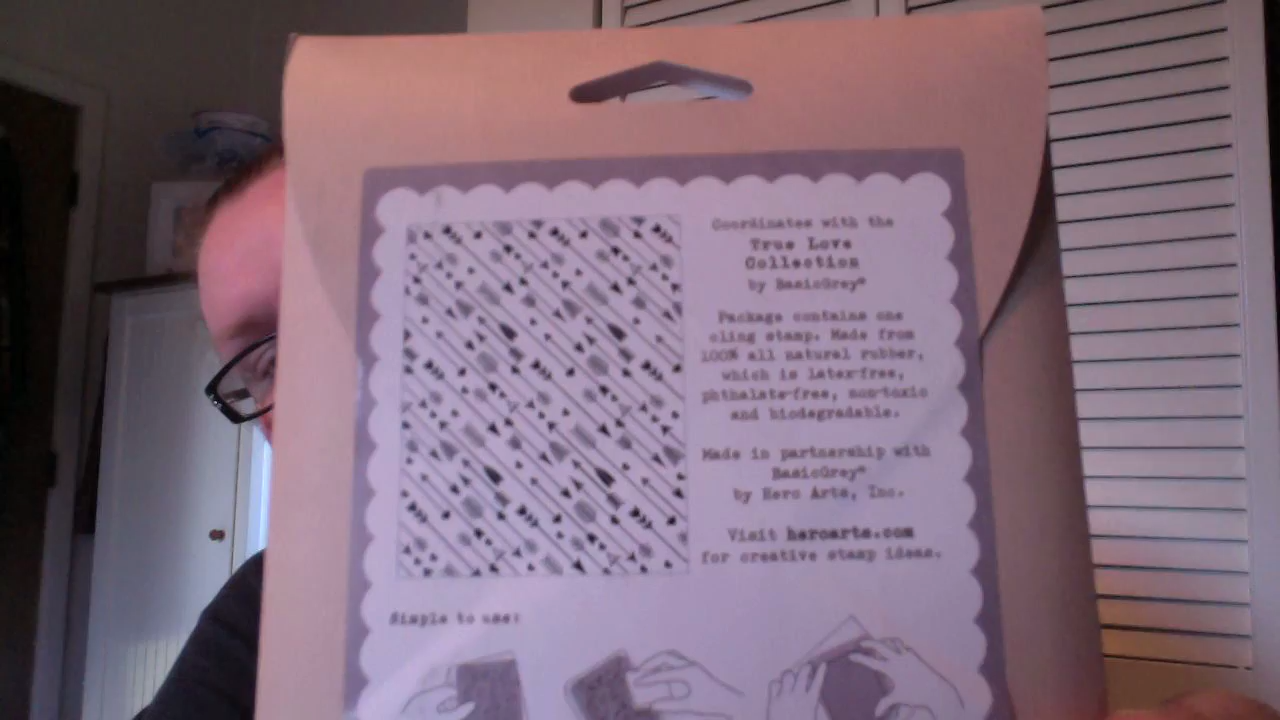 Coordinates with the
True Love
Collection
by BasicGrey®
Package contains one
cling stamp. Made from
100% all natural rubber,
which is latex-free,
phthalate-free, non-toxic
and biodegradable.
Made in partnership with
BasicGrey®
by Hero Arts, Inc.
Visit heroarts.com
for creative stamp ideas.
Simple to use: